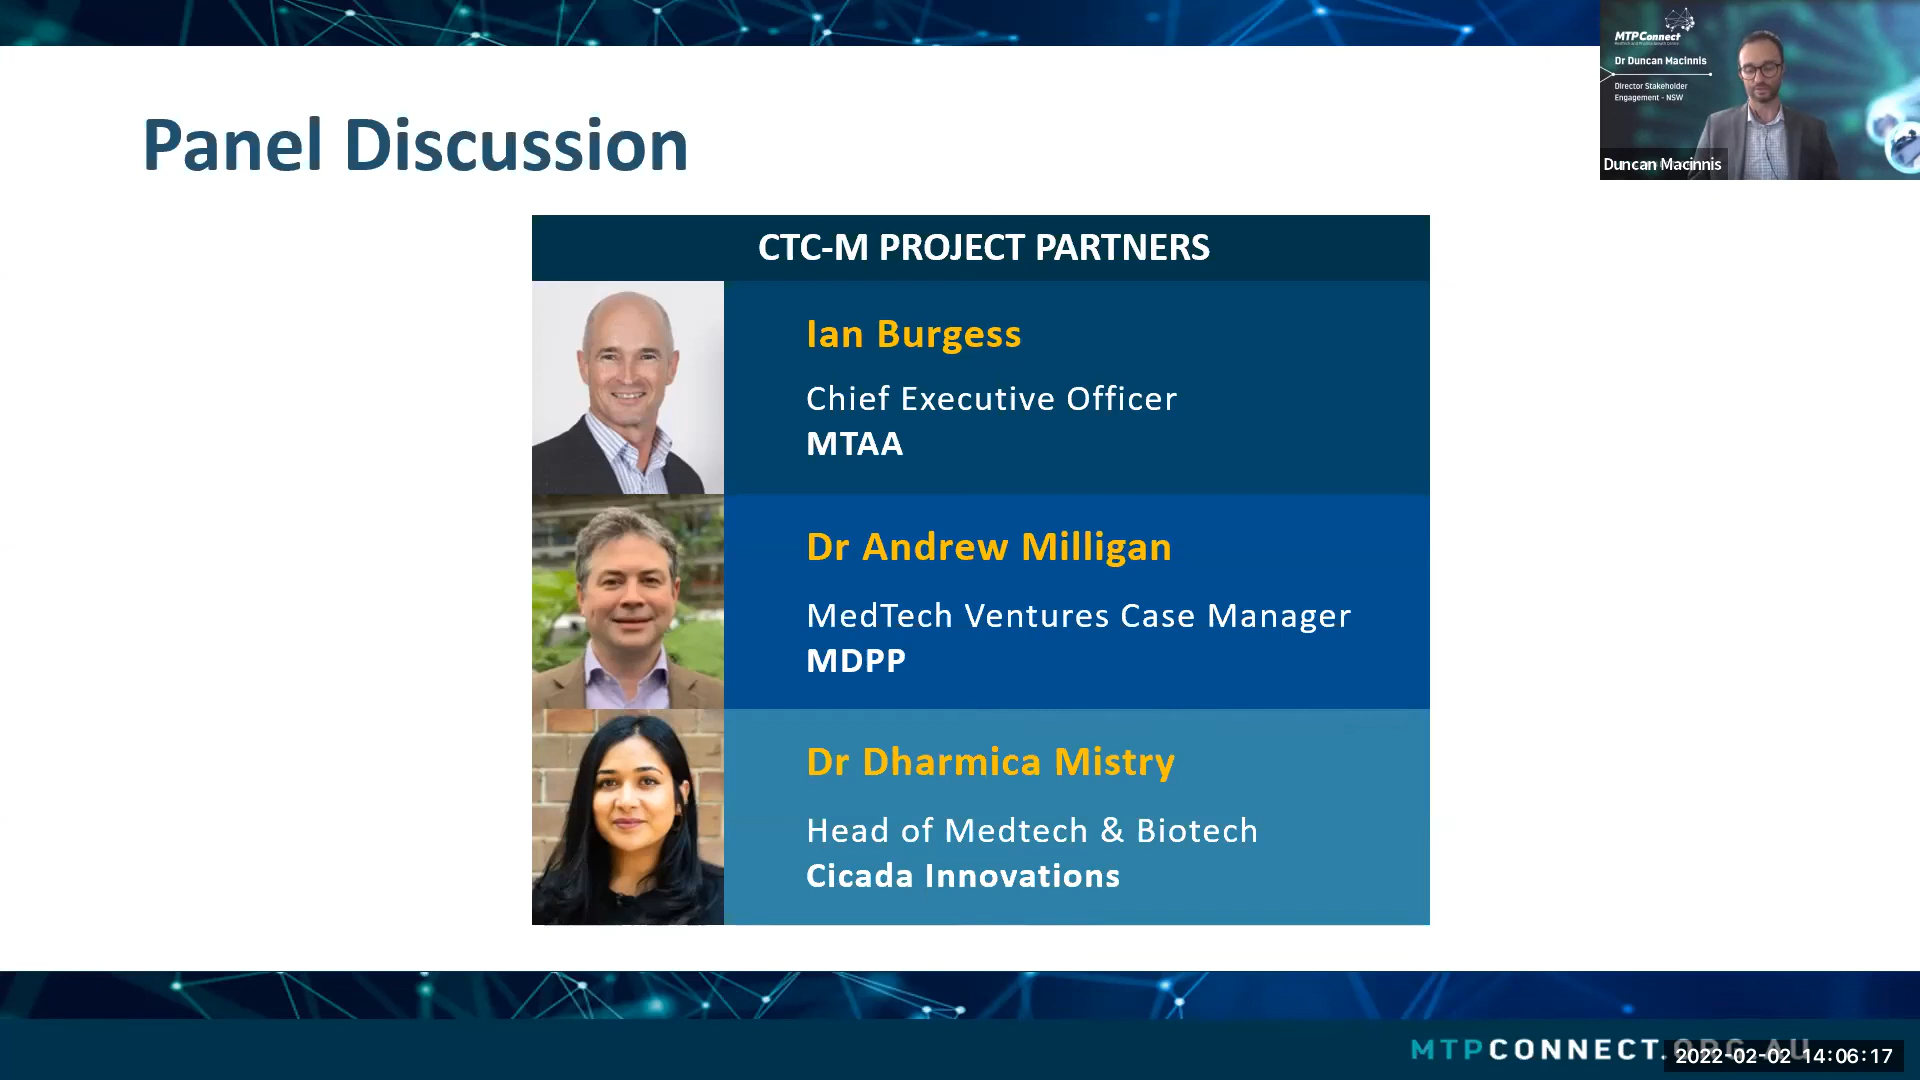 Panel Discussion
CTC-M PROJECT PARTNERS
Ian Burgess
Chief Executive Officer
MTAA
Dr Andrew Milligan
MedTech Ventures Case Manager
MDPP
Dr Dharmica Mistry
Head of Medtech & Biotech
Cicada Innovations
MTPConnect
Dr Duncan Macinnis
Director Stakeholder
Engagement - NSW
Duncan Macinnis
MTPCONNECT.ORG.AU
2022-02-02 14:06:17